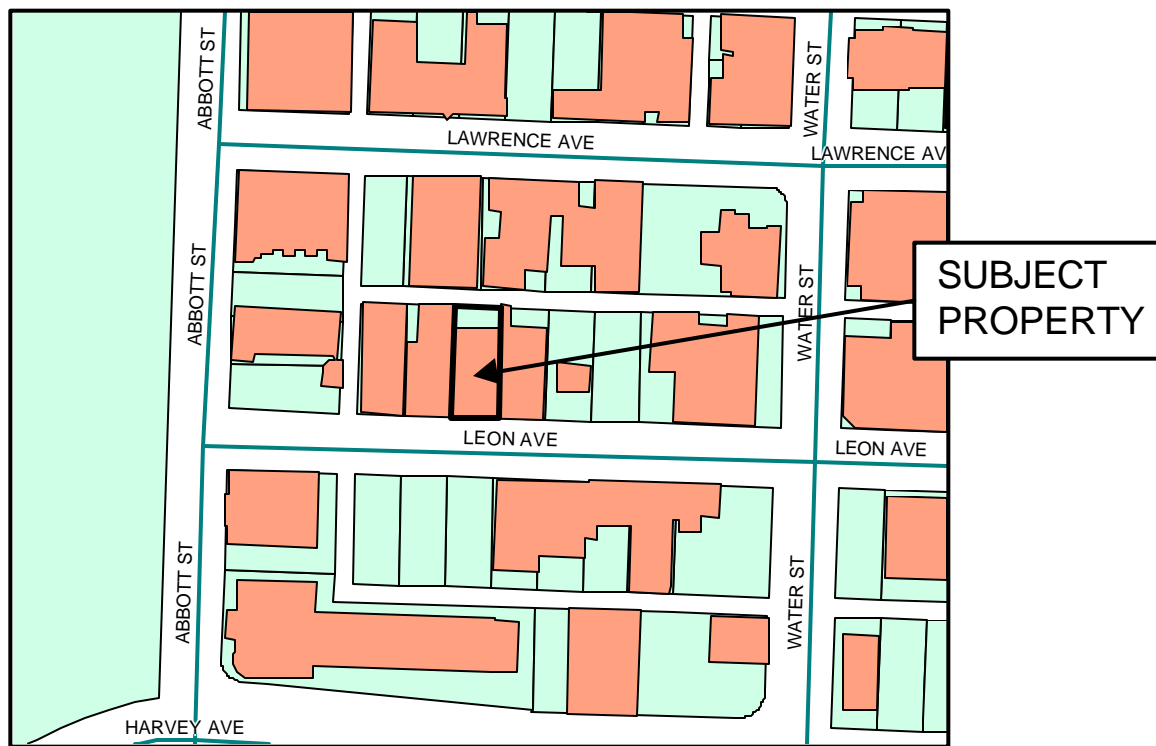 ABBOTT ST
WATER ST
LAWRENCE AVE
LAWRENCE AV
ABBOTT ST
WATER ST
SUBJECT
PROPERTY
LEON AVE
LEON AVE
ABBOTT ST
WATER ST
HARVEY AVE